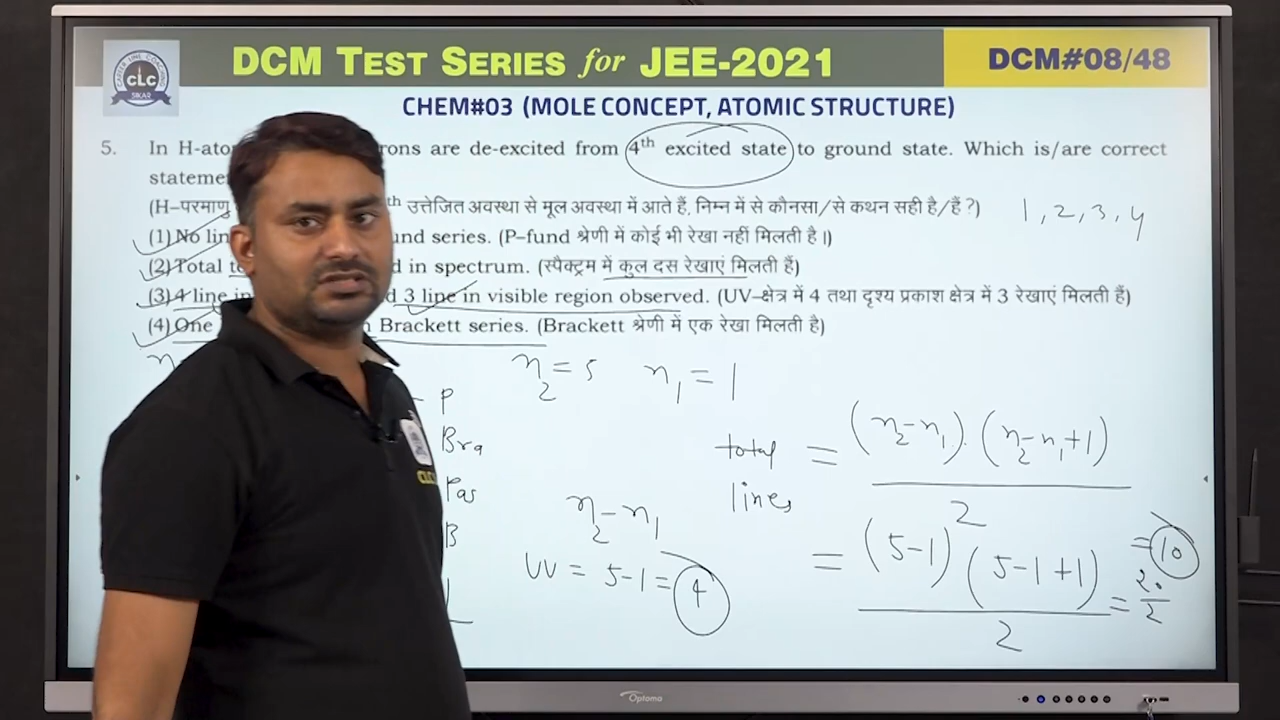 DCM TEST SERIES for JEE-2021
DCM#08/48
CAREER LINE COACHING
CLC
SIKAR
CHEM#03 (MOLE CONCEPT, ATOMIC STRUCTURE)
5. In H-ato rons are de-excited from 4th excited state to ground state. Which is/are correct
stateme
(H–परमाणु th उत्तेजित अवस्था से मूल अवस्था में आते हैं, निम्न में से कौनसा/से कथन सही है/हैं ?)
1, 2, 3, 4
(1) No lin und series. (P–fund श्रेणी में कोई भी रेखा नहीं मिलती है।)
(2) Total te d in spectrum. (स्पैक्ट्रम में कुल दस रेखाएं मिलती हैं)
(3) 4 line in d 3 line in visible region observed. (UV–क्षेत्र में 4 तथा दृश्य प्रकाश क्षेत्र में 3 रेखाएं मिलती हैं)
(4) One n Brackett series. (Brackett श्रेणी में एक रेखा मिलती है)
n2 = 5 n1 = 1
P
Bra
Pas
B
L
n2-n1
UV = 5-1 = 4
total lines = (n2-n1).(n2-n1+1) / 2
= (5-1)(5-1+1) / 2 = 20/2 = 10
CLC
Optoma